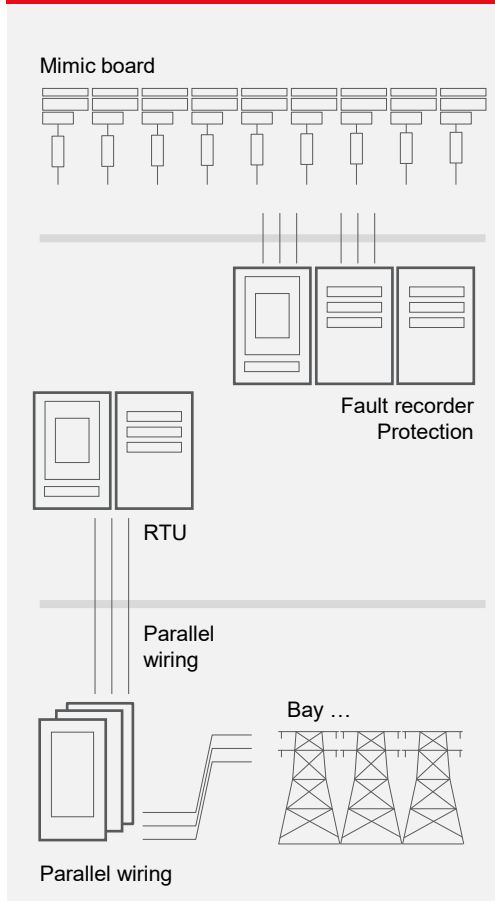 Mimic board
Fault recorder
Protection
RTU
Parallel
wiring
Bay …
Parallel wiring